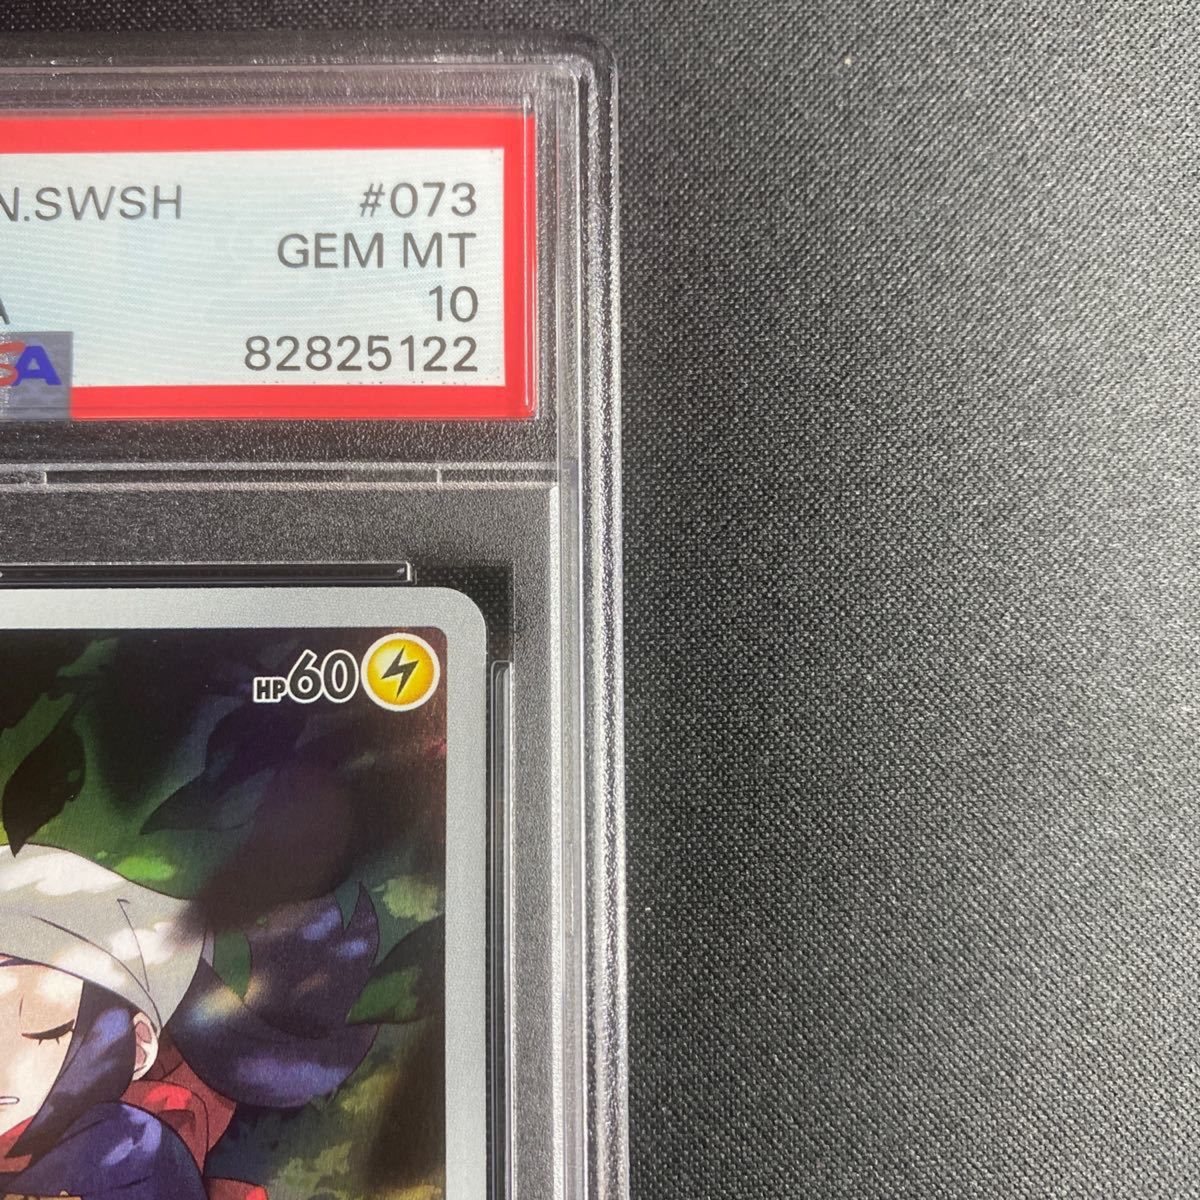 N.SWSH #073
GEM MT
A 10
SA 82825122
HP60